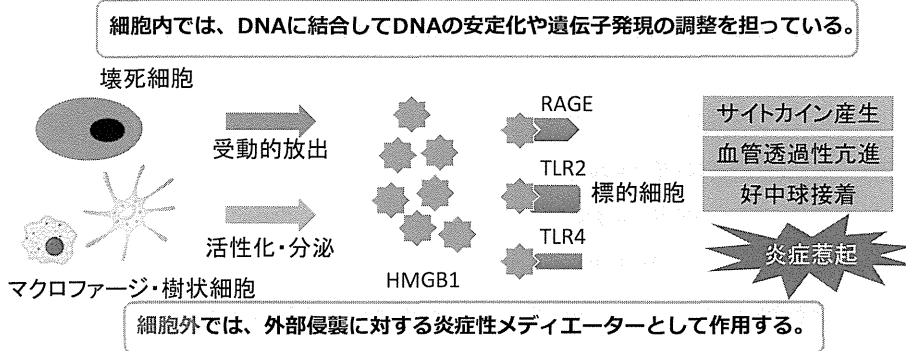 細胞内では、DNAに結合してDNAの安定化や遺伝子発現の調整を担っている。
壊死細胞
受動的放出
マクロファージ・樹状細胞
活性化・分泌
HMGB1
RAGE
TLR2
TLR4
標的細胞
サイトカイン産生
血管透過性亢進
好中球接着
炎症惹起
細胞外では、外部侵襲に対する炎症性メディエーターとして作用する。